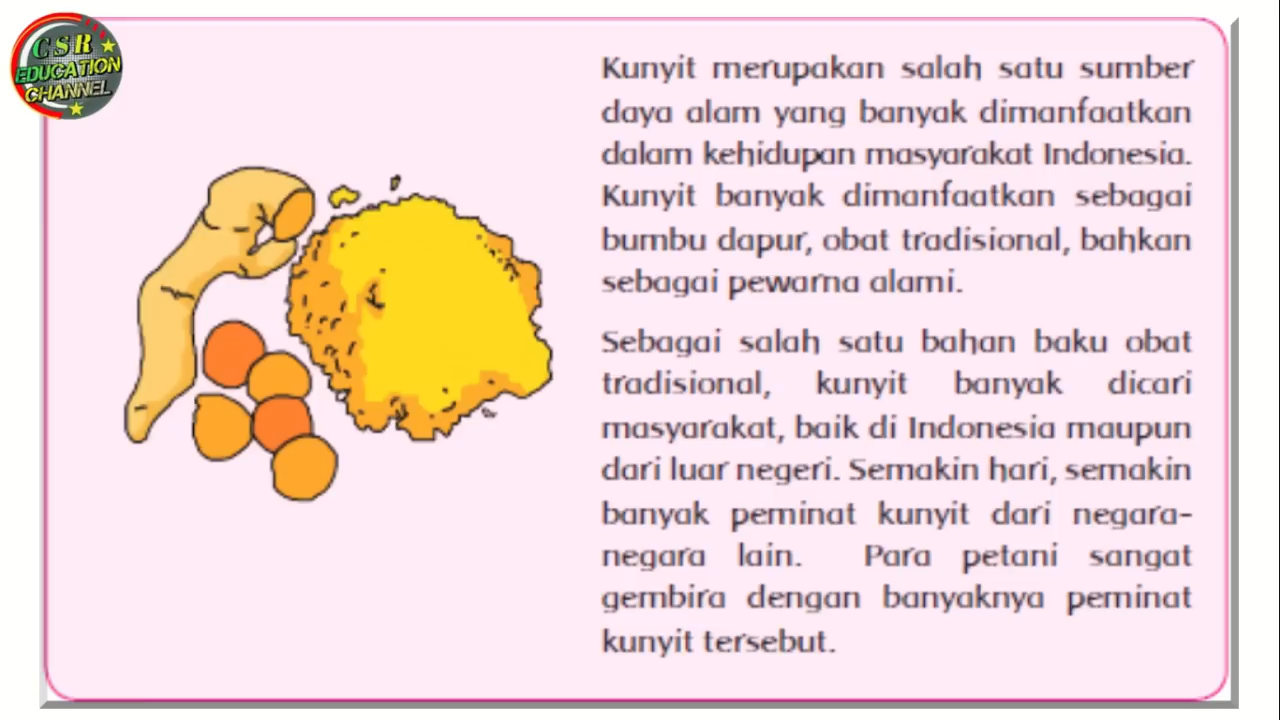 CSR
EDUCATION
CHANNEL
Kunyit merupakan salah satu sumber
daya alam yang banyak dimanfaatkan
dalam kehidupan masyarakat Indonesia.
Kunyit banyak dimanfaatkan sebagai
bumbu dapur, obat tradisional, bahkan
sebagai pewarna alami.
Sebagai salah satu bahan baku obat
tradisional, kunyit banyak dicari
masyarakat, baik di Indonesia maupun
dari luar negeri. Semakin hari, semakin
banyak peminat kunyit dari negara-
negara lain. Para petani sangat
gembira dengan banyaknya peminat
kunyit tersebut.